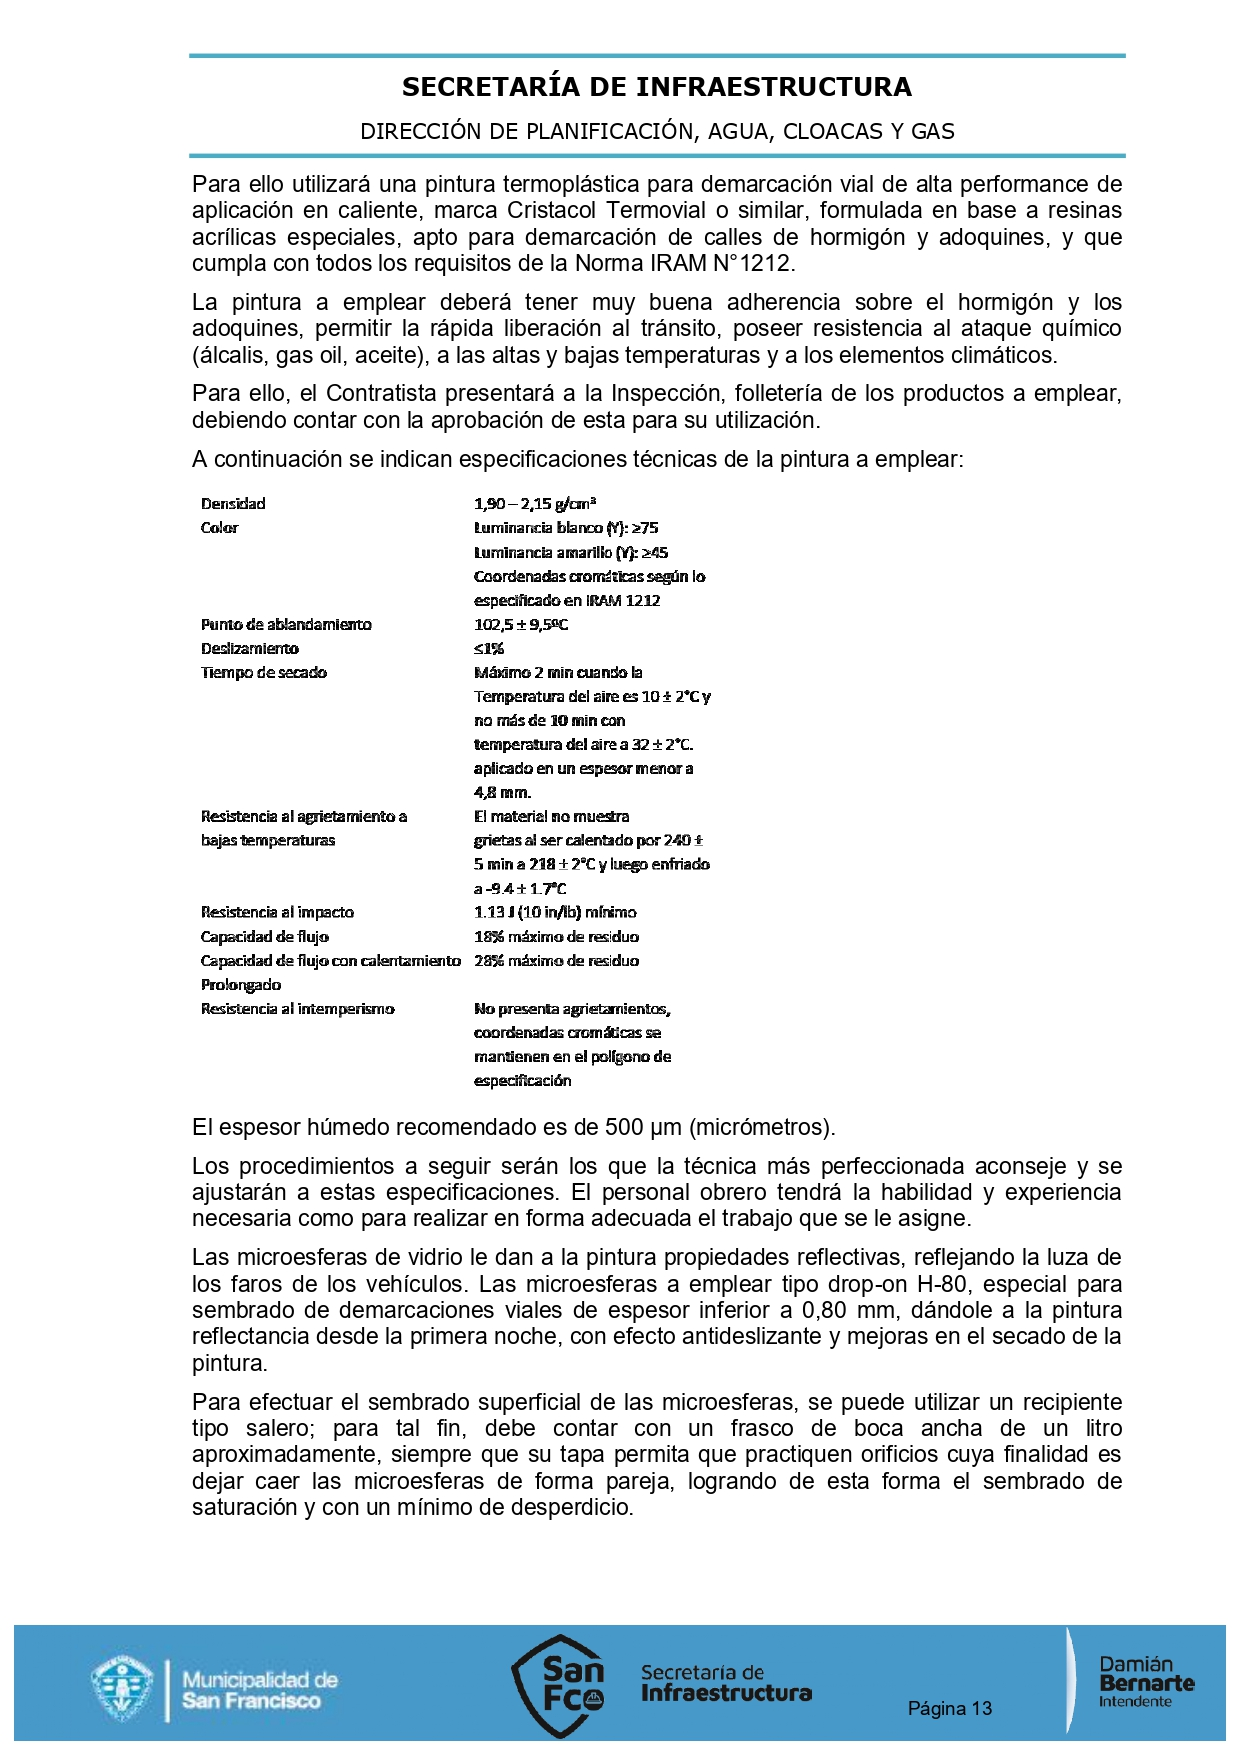 SECRETARÍA DE INFRAESTRUCTURA
DIRECCIÓN DE PLANIFICACIÓN, AGUA, CLOACAS Y GAS
Para ello utilizará una pintura termoplástica para demarcación vial de alta performance de
aplicación en caliente, marca Cristacol Termovial o similar, formulada en base a resinas
acrílicas especiales, apto para demarcación de calles de hormigón y adoquines, y que
cumpla con todos los requisitos de la Norma IRAM N°1212.
La pintura a emplear deberá tener muy buena adherencia sobre el hormigón y los
adoquines, permitir la rápida liberación al tránsito, poseer resistencia al ataque químico
(álcalis, gas oil, aceite), a las altas y bajas temperaturas y a los elementos climáticos.
Para ello, el Contratista presentará a la Inspección, folletería de los productos a emplear,
debiendo contar con la aprobación de esta para su utilización.
A continuación se indican especificaciones técnicas de la pintura a emplear:
Densidad 1,90 – 2,15 g/cm³
Color Luminancia blanco (Y): ≥75
Luminancia amarillo (Y): ≥45
Coordenadas cromáticas según lo
especificado en IRAM 1212
Punto de ablandamiento 102,5 ± 9,5ºC
Deslizamiento ≤1%
Tiempo de secado Máximo 2 min cuando la
Temperatura del aire es 10 ± 2°C y
no más de 10 min con
temperatura del aire a 32 ± 2°C.
aplicado en un espesor menor a
4,8 mm.
Resistencia al agrietamiento a El material no muestra
bajas temperaturas grietas al ser calentado por 240 ±
5 min a 218 ± 2°C y luego enfriado
a -9.4 ± 1.7°C
Resistencia al impacto 1.13 J (10 in/lb) mínimo
Capacidad de flujo 18% máximo de residuo
Capacidad de flujo con calentamiento 28% máximo de residuo
Prolongado
Resistencia al intemperismo No presenta agrietamientos,
coordenadas cromáticas se
mantienen en el polígono de
especificación
El espesor húmedo recomendado es de 500 μm (micrómetros).
Los procedimientos a seguir serán los que la técnica más perfeccionada aconseje y se
ajustarán a estas especificaciones. El personal obrero tendrá la habilidad y experiencia
necesaria como para realizar en forma adecuada el trabajo que se le asigne.
Las microesferas de vidrio le dan a la pintura propiedades reflectivas, reflejando la luza de
los faros de los vehículos. Las microesferas a emplear tipo drop-on H-80, especial para
sembrado de demarcaciones viales de espesor inferior a 0,80 mm, dándole a la pintura
reflectancia desde la primera noche, con efecto antideslizante y mejoras en el secado de la
pintura.
Para efectuar el sembrado superficial de las microesferas, se puede utilizar un recipiente
tipo salero; para tal fin, debe contar con un frasco de boca ancha de un litro
aproximadamente, siempre que su tapa permita que practiquen orificios cuya finalidad es
dejar caer las microesferas de forma pareja, logrando de esta forma el sembrado de
saturación y con un mínimo de desperdicio.
Municipalidad de
San Francisco
San
Fco
Secretaría de
Infraestructura
Página 13
Damián
Bernarte
Intendente